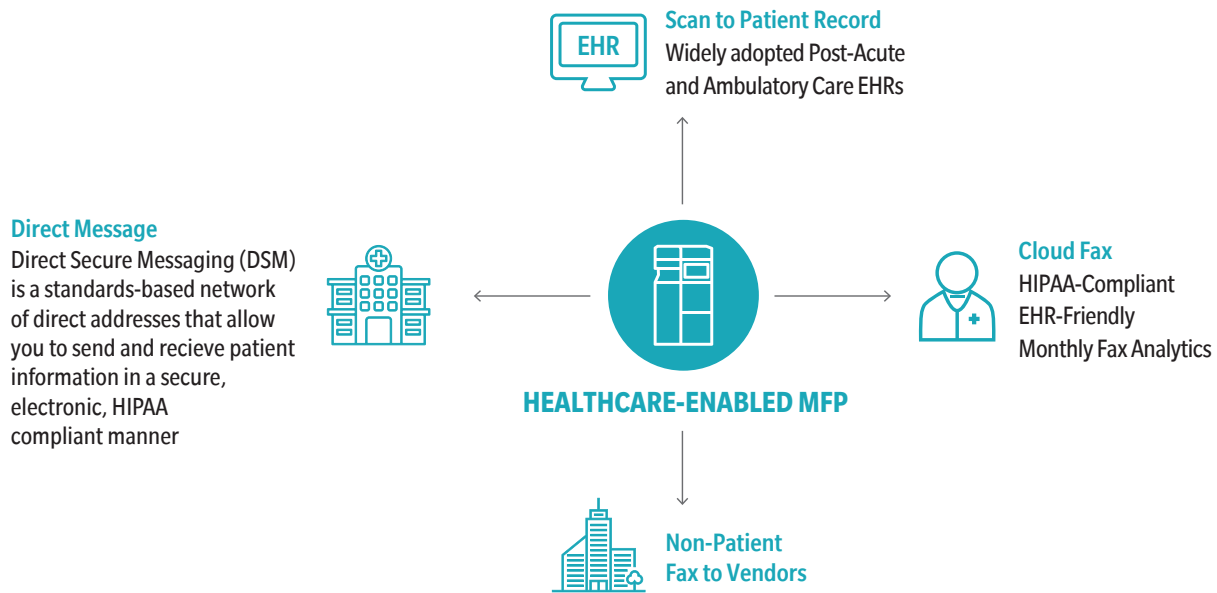 EHR
Scan to Patient Record
Widely adopted Post-Acute
and Ambulatory Care EHRs
Direct Message
Direct Secure Messaging (DSM)
is a standards-based network
of direct addresses that allow
you to send and recieve patient
information in a secure,
electronic, HIPAA
compliant manner
HEALTHCARE-ENABLED MFP
Cloud Fax
HIPAA-Compliant
EHR-Friendly
Monthly Fax Analytics
Non-Patient
Fax to Vendors